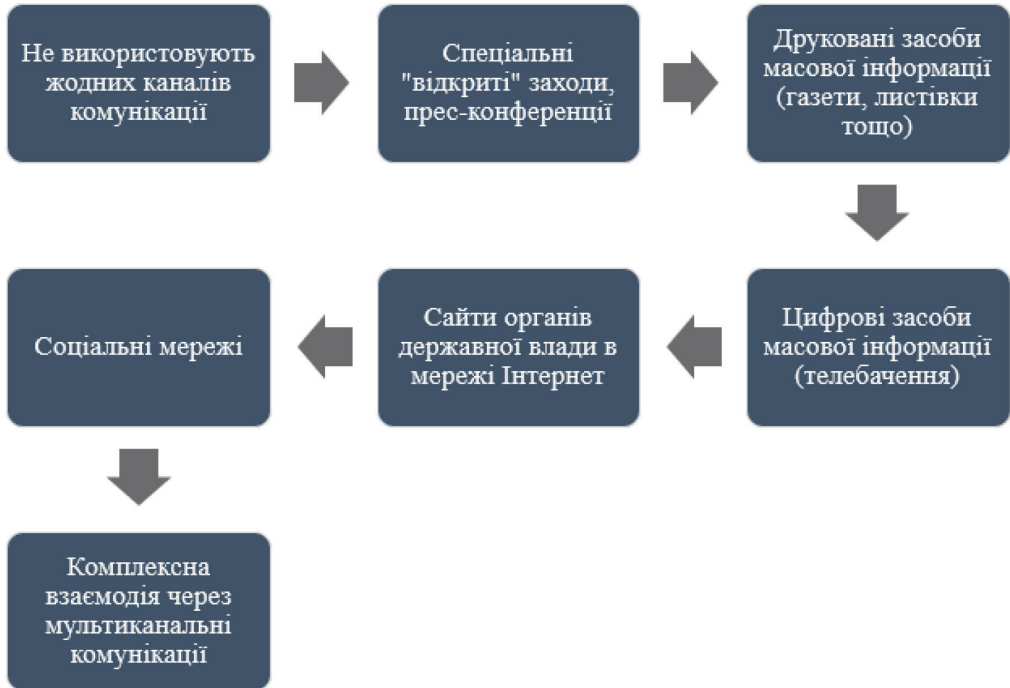 Не використовують
жодних каналів
комунікації
Спеціальні
"відкриті" заходи,
прес-конференції
Друковані засоби
масової інформації
(газети, листівки
тощо)
Цифрові засоби
масової інформації
(телебачення)
Сайти органів
державної влади в
мережі Інтернет
Соціальні мережі
Комплексна
взаємодія через
мультиканальні
комунікації